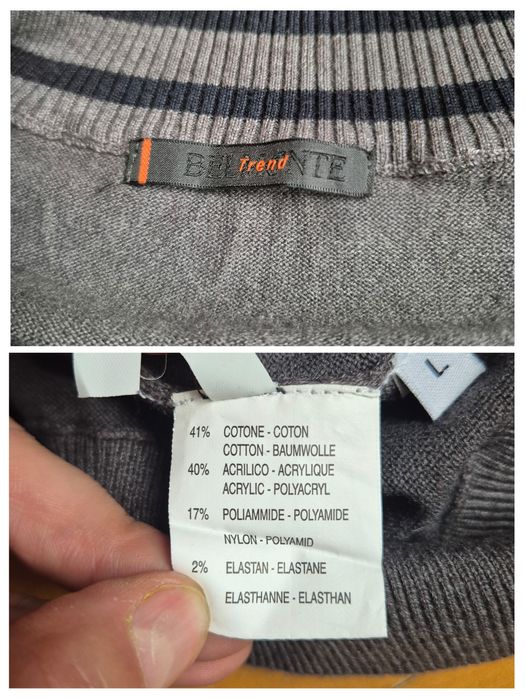 BELMONTE
Trend
L
41% COTONE - COTON
COTTON - BAUMWOLLE
40% ACRILICO - ACRYLIQUE
ACRYLIC - POLYACRYL
17% POLIAMMIDE - POLYAMIDE
NYLON - POLYAMID
2% ELASTAN - ELASTANE
ELASTHANNE - ELASTHAN